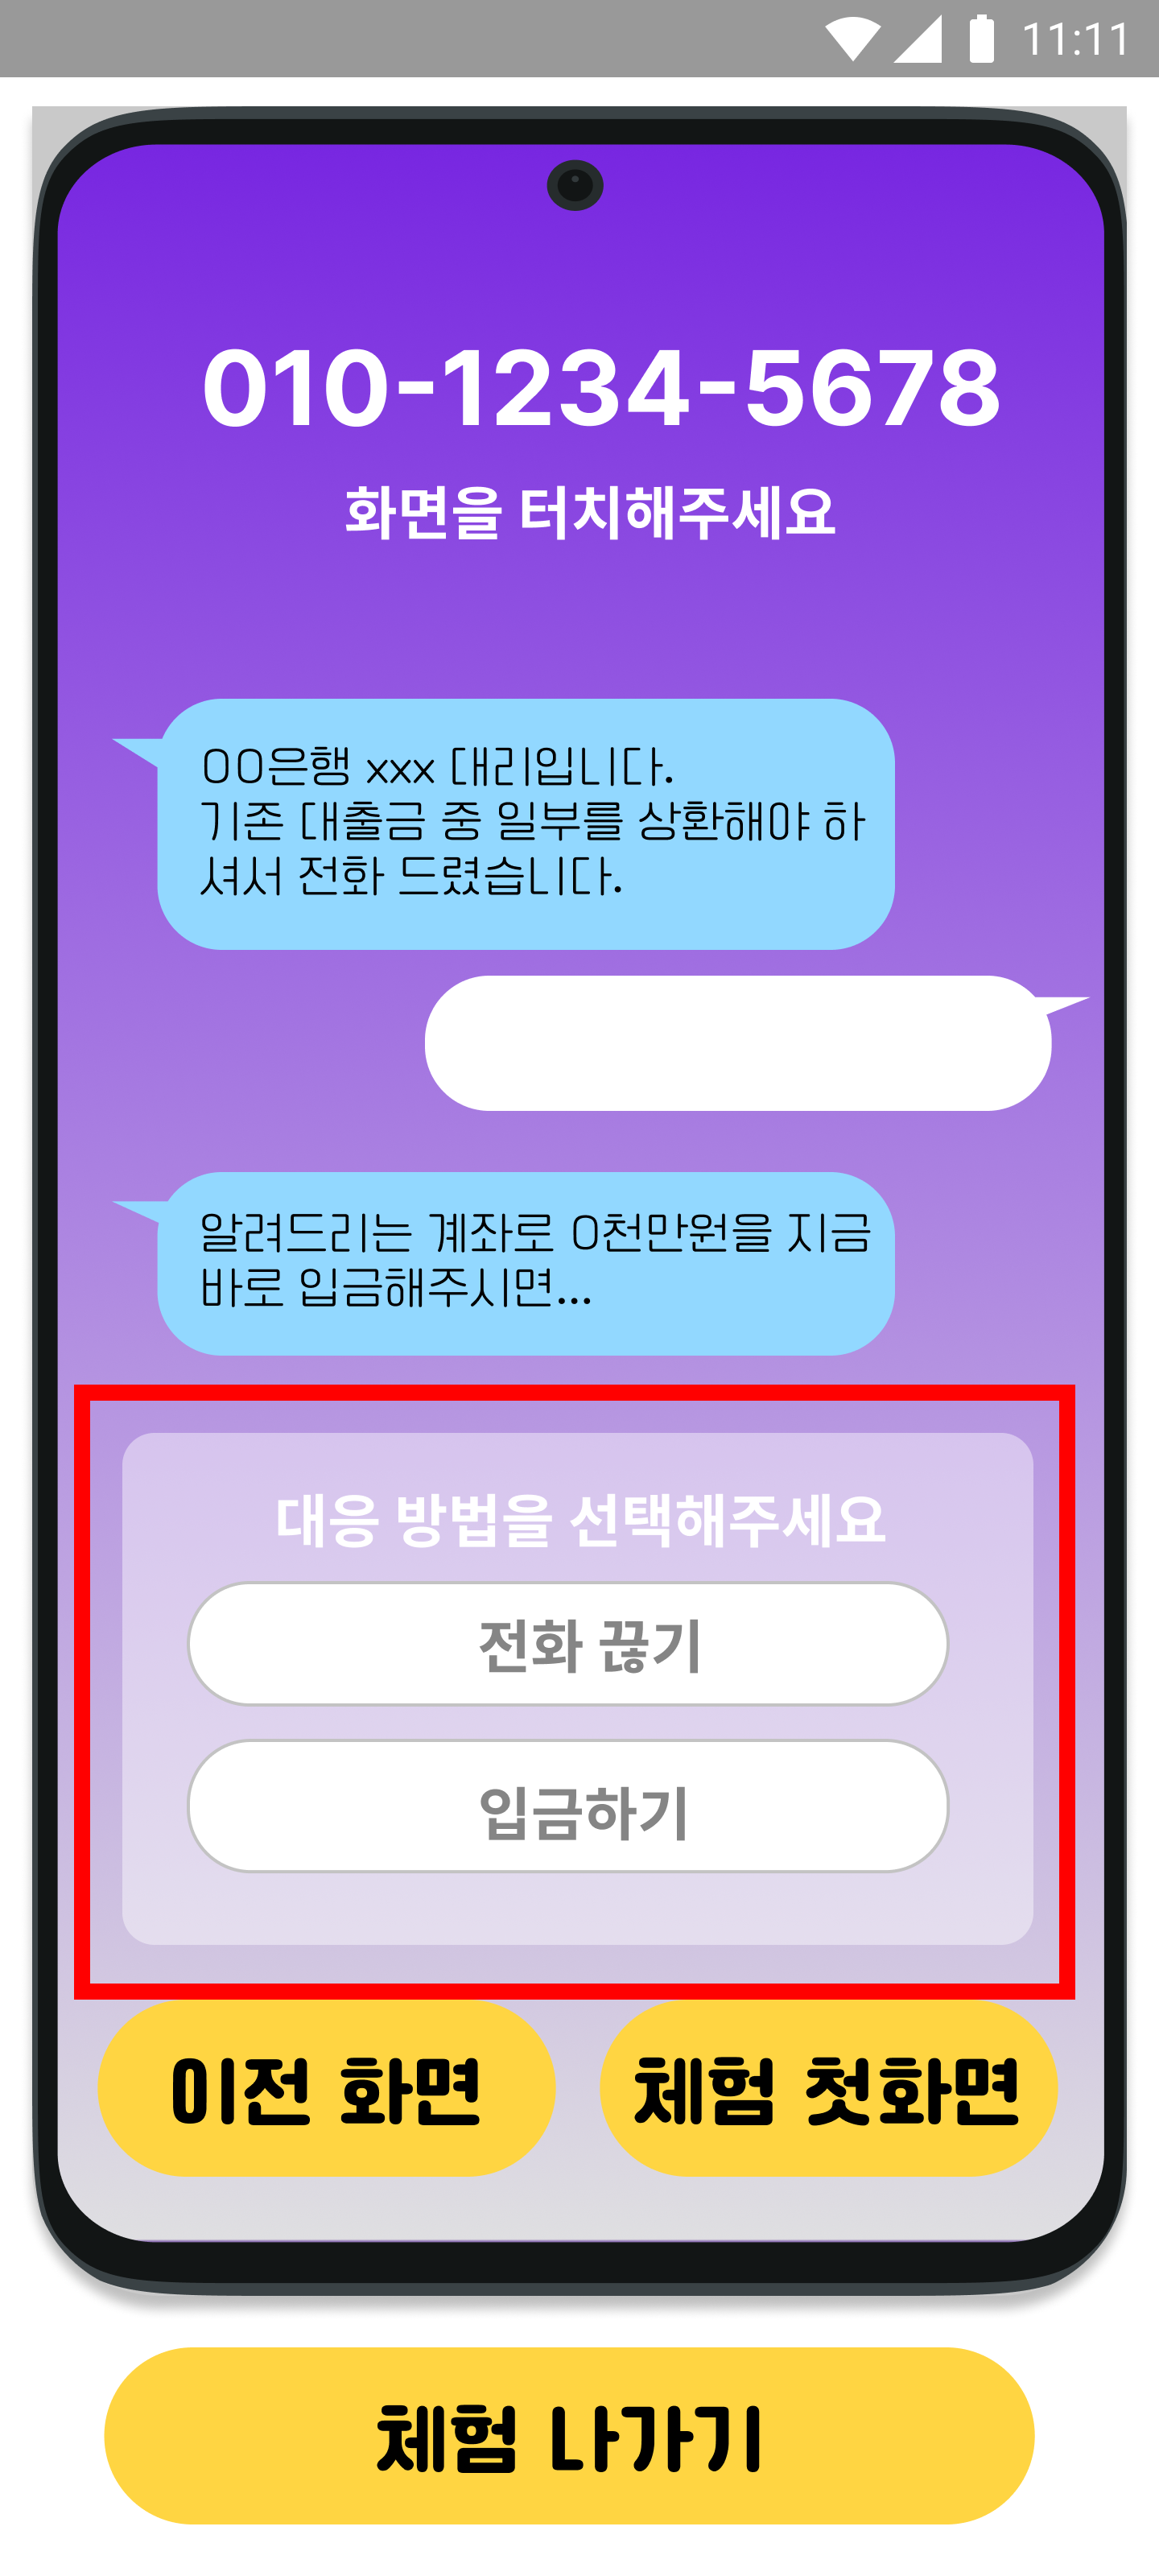 11:11
010-1234-5678
화면을 터치해주세요
OO은행 xxx 대리입니다.
기존 대출금 중 일부를 상환해야 하
셔서 전화 드렸습니다.
알려드리는 계좌로 0천만원을 지금
바로 입금해주시면...
대응 방법을 선택해주세요
전화 끊기
입금하기
이전 화면
체험 첫화면
체험 나가기